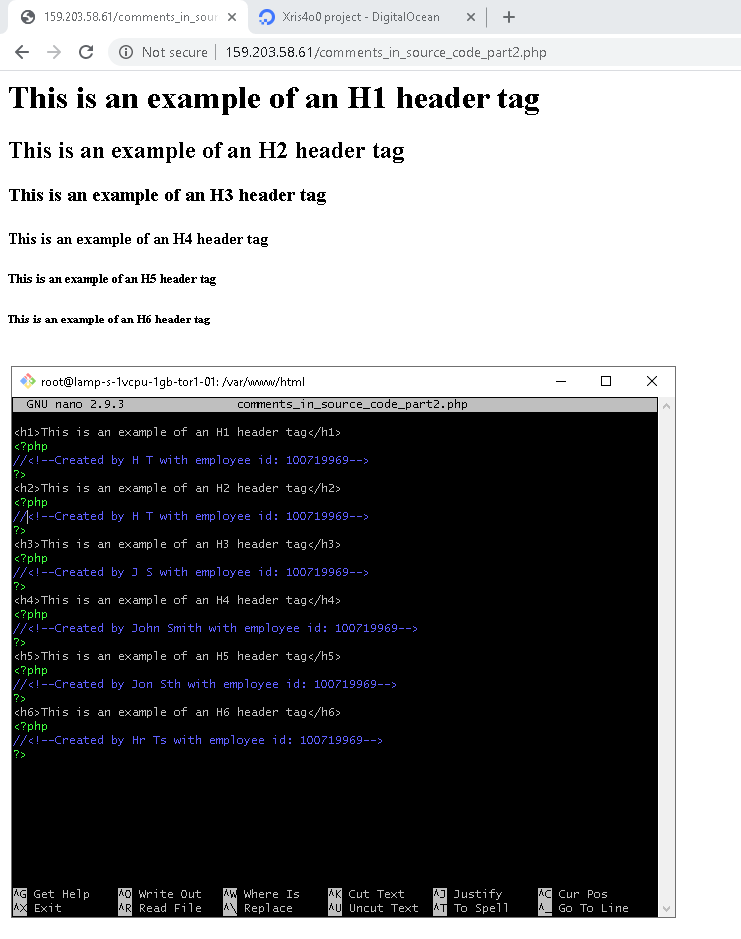 159.203.58.61/comments_in_sour
Xris4o0 project - DigitalOcean
Not secure
159.203.58.61/comments_in_source_code_part2.php
This is an example of an H1 header tag
This is an example of an H2 header tag
This is an example of an H3 header tag
This is an example of an H4 header tag
This is an example of an H5 header tag
This is an example of an H6 header tag
root@lamp-s-1vcpu-1gb-tor1-01: /var/www/html
GNU nano 2.9.3 comments_in_source_code_part2.php
<h1>This is an example of an H1 header tag</h1>
<?php
//<!--Created by H T with employee id: 100719969-->
?>
<h2>This is an example of an H2 header tag</h2>
<?php
//<!--Created by H T with employee id: 100719969-->
?>
<h3>This is an example of an H3 header tag</h3>
<?php
//<!--Created by J S with employee id: 100719969-->
?>
<h4>This is an example of an H4 header tag</h4>
<?php
//<!--Created by John Smith with employee id: 100719969-->
?>
<h5>This is an example of an H5 header tag</h5>
<?php
//<!--Created by Jon Sth with employee id: 100719969-->
?>
<h6>This is an example of an H6 header tag</h6>
<?php
//<!--Created by Hr Ts with employee id: 100719969-->
?>
^G Get Help ^O Write Out ^W Where Is ^K Cut Text ^J Justify ^C Cur Pos
^X Exit ^R Read File ^\ Replace ^U Uncut Text ^T To Spell ^_ Go To Line